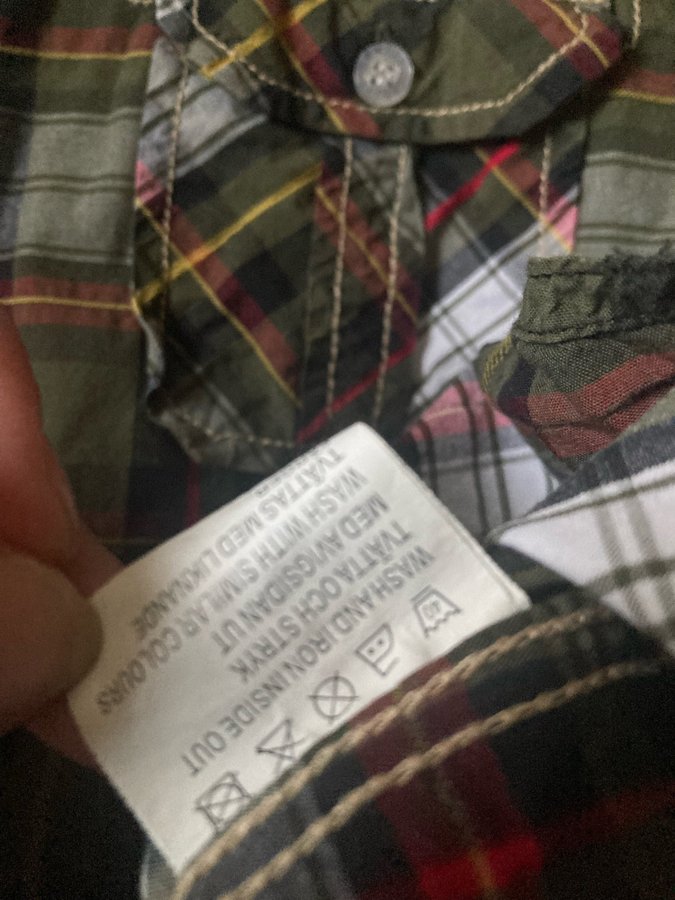 WASH AND IRON INSIDE OUT
TVÄTTA OCH STRYK
MED AVIGSIDAN UT
WASH WITH SIMILAR COLOURS
TVÄTTAS MED LIKNANDE